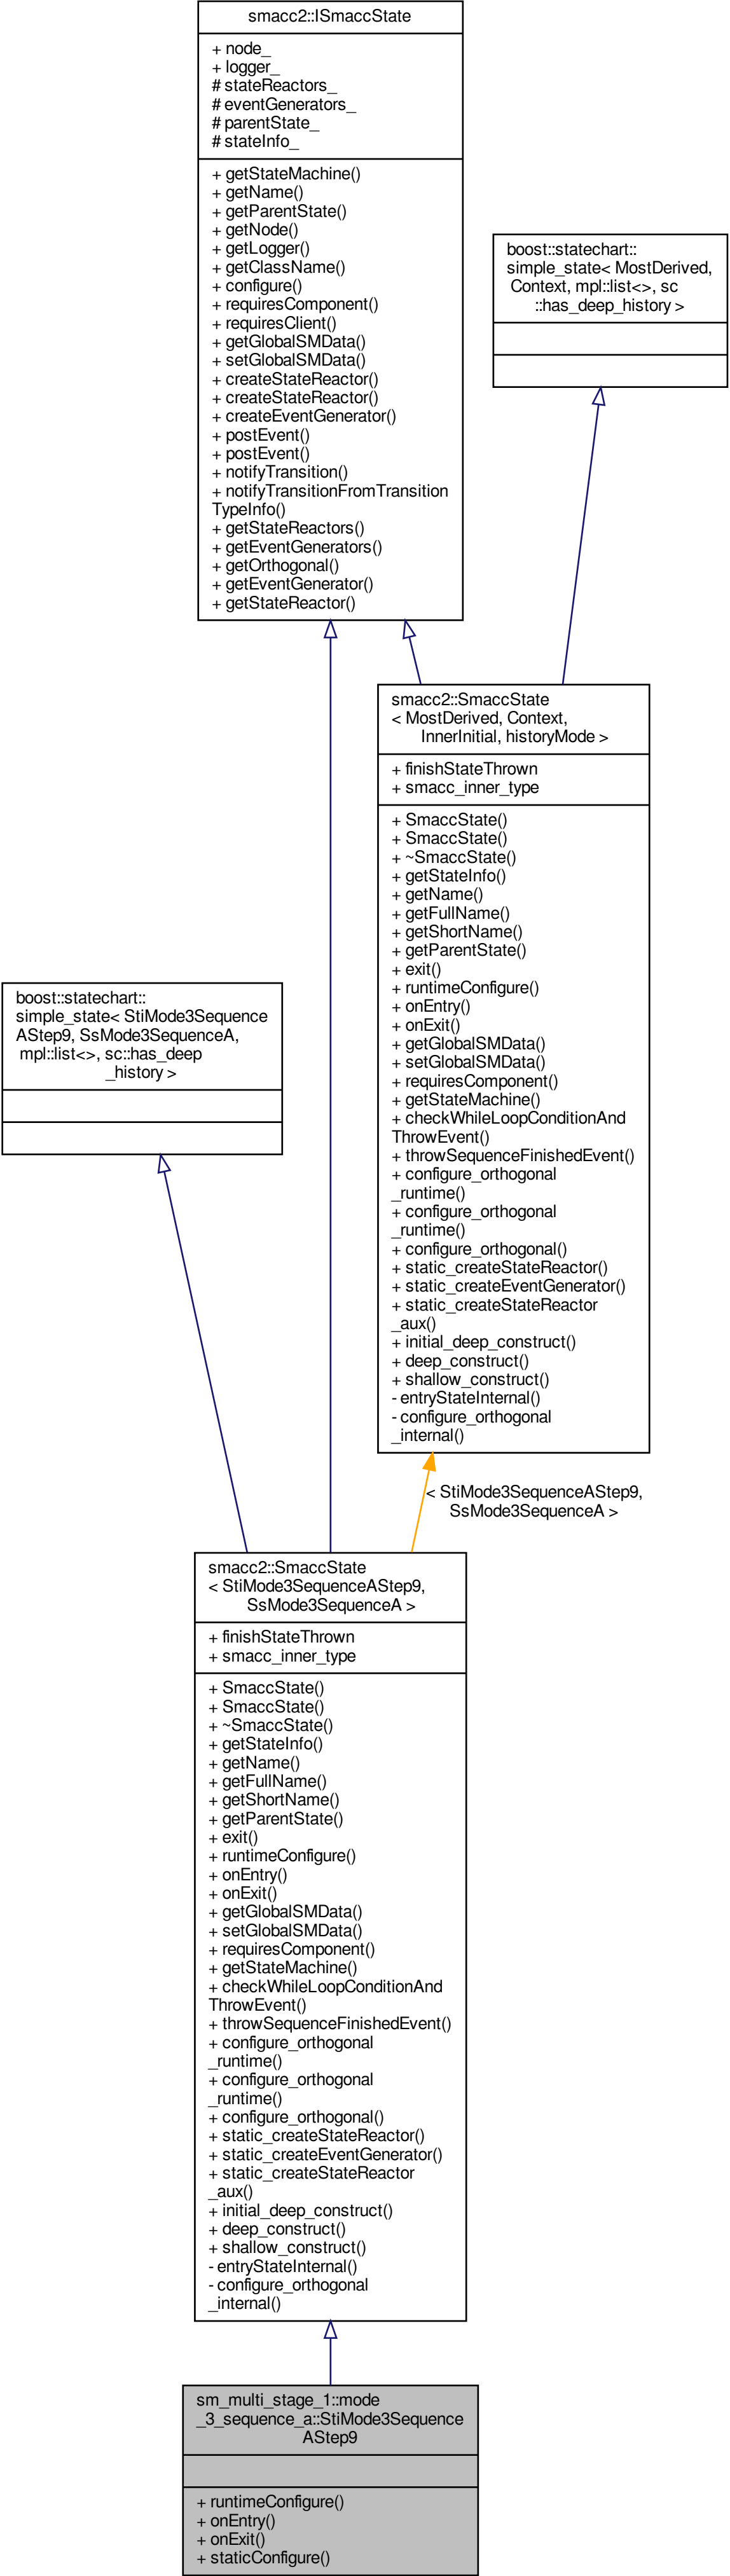 smacc2::ISmaccState
+ node_
+ logger_
# stateReactors_
# eventGenerators_
# parentState_
# stateInfo_
+ getStateMachine()
+ getName()
+ getParentState()
+ getNode()
+ getLogger()
+ getClassName()
+ configure()
+ requiresComponent()
+ requiresClient()
+ getGlobalSMData()
+ setGlobalSMData()
+ createStateReactor()
+ createStateReactor()
+ createEventGenerator()
+ postEvent()
+ postEvent()
+ notifyTransition()
+ notifyTransitionFromTransition
TypeInfo()
+ getStateReactors()
+ getEventGenerators()
+ getOrthogonal()
+ getEventGenerator()
+ getStateReactor()
boost::statechart::
simple_state< MostDerived,
Context, mpl::list<>, sc
::has_deep_history >
smacc2::SmaccState
< MostDerived, Context,
InnerInitial, historyMode >
+ finishStateThrown
+ smacc_inner_type
+ SmaccState()
+ SmaccState()
+ ~SmaccState()
+ getStateInfo()
+ getName()
+ getFullName()
+ getShortName()
+ getParentState()
+ exit()
+ runtimeConfigure()
+ onEntry()
+ onExit()
+ getGlobalSMData()
+ setGlobalSMData()
+ requiresComponent()
+ getStateMachine()
+ checkWhileLoopConditionAnd
ThrowEvent()
+ throwSequenceFinishedEvent()
+ configure_orthogonal
_runtime()
+ configure_orthogonal
_runtime()
+ configure_orthogonal()
+ static_createStateReactor()
+ static_createEventGenerator()
+ static_createStateReactor
_aux()
+ initial_deep_construct()
+ deep_construct()
+ shallow_construct()
- entryStateInternal()
- configure_orthogonal
_internal()
boost::statechart::
simple_state< StiMode3Sequence
AStep9, SsMode3SequenceA,
mpl::list<>, sc::has_deep
_history >
< StiMode3SequenceAStep9,
SsMode3SequenceA >
smacc2::SmaccState
< StiMode3SequenceAStep9,
SsMode3SequenceA >
+ finishStateThrown
+ smacc_inner_type
+ SmaccState()
+ SmaccState()
+ ~SmaccState()
+ getStateInfo()
+ getName()
+ getFullName()
+ getShortName()
+ getParentState()
+ exit()
+ runtimeConfigure()
+ onEntry()
+ onExit()
+ getGlobalSMData()
+ setGlobalSMData()
+ requiresComponent()
+ getStateMachine()
+ checkWhileLoopConditionAnd
ThrowEvent()
+ throwSequenceFinishedEvent()
+ configure_orthogonal
_runtime()
+ configure_orthogonal
_runtime()
+ configure_orthogonal()
+ static_createStateReactor()
+ static_createEventGenerator()
+ static_createStateReactor
_aux()
+ initial_deep_construct()
+ deep_construct()
+ shallow_construct()
- entryStateInternal()
- configure_orthogonal
_internal()
sm_multi_stage_1::mode
_3_sequence_a::StiMode3Sequence
AStep9
+ runtimeConfigure()
+ onEntry()
+ onExit()
+ staticConfigure()